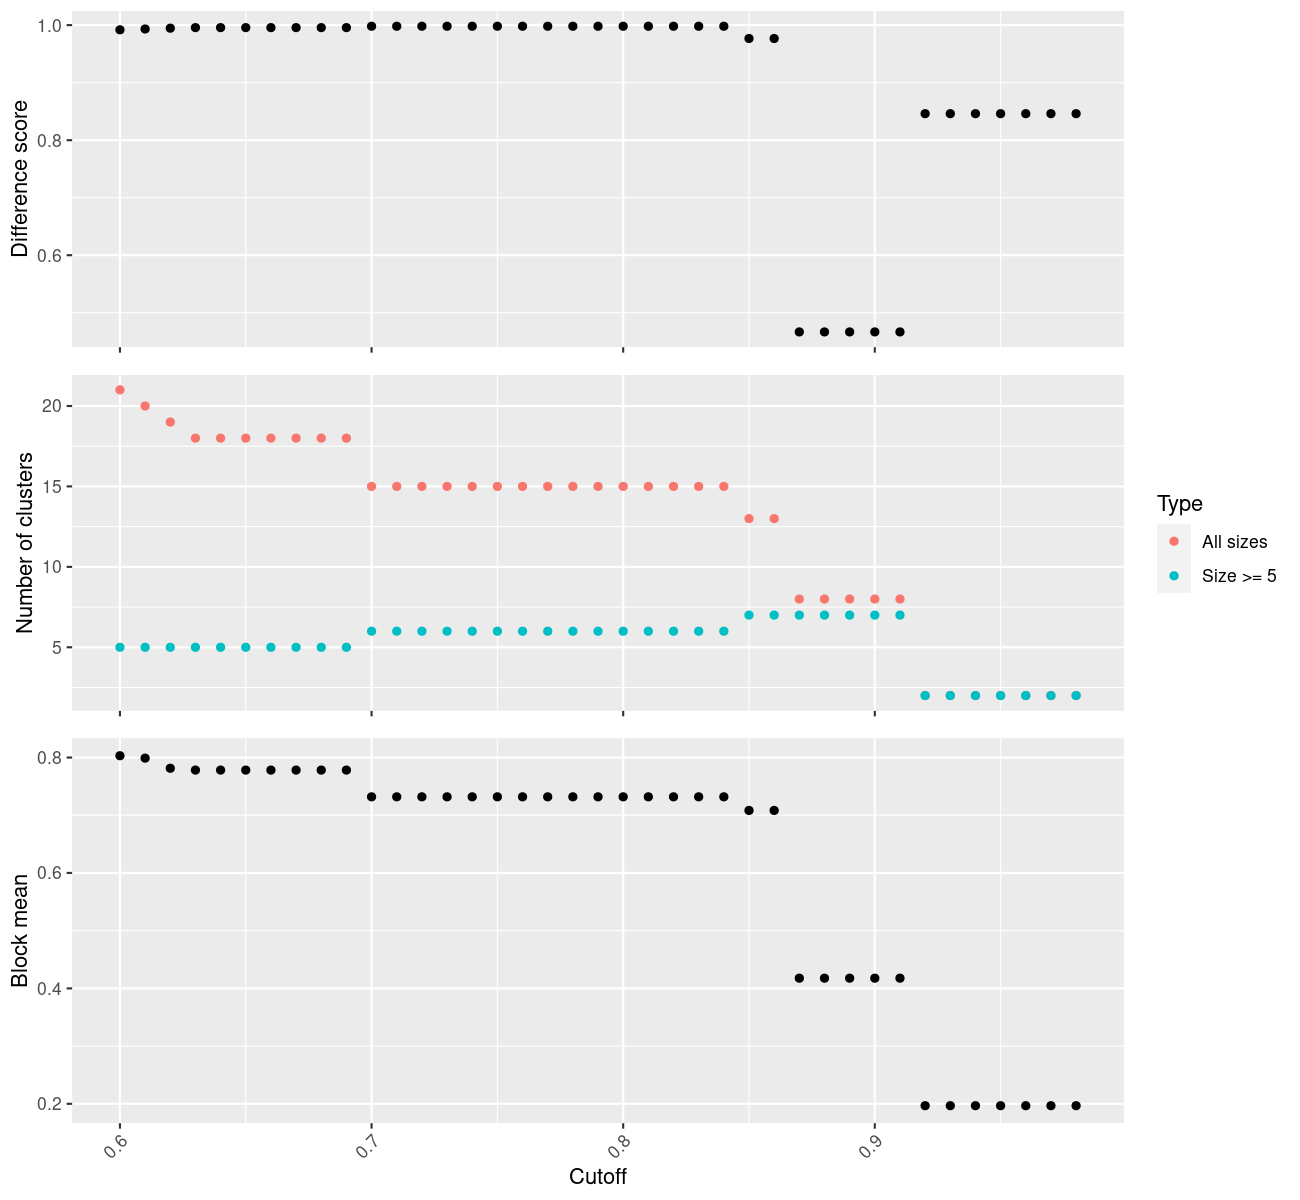 Difference score
1.0
0.8
0.6
Number of clusters
20
15
10
5
Type
All sizes
Size >= 5
Block mean
0.8
0.6
0.4
0.2
0.6
0.7
0.8
0.9
Cutoff